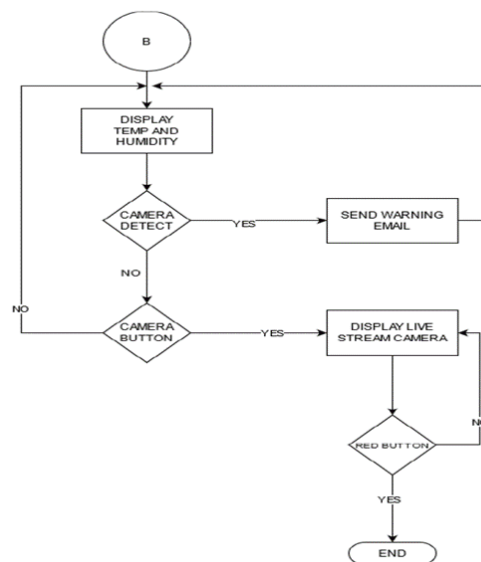 B
DISPLAY
TEMP AND
HUMIDITY
CAMERA
DETECT
YES
SEND WARNING
EMAIL
NO
NO
CAMERA
BUTTON
YES
DISPLAY LIVE
STREAM CAMERA
RED BUTTON
YES
END